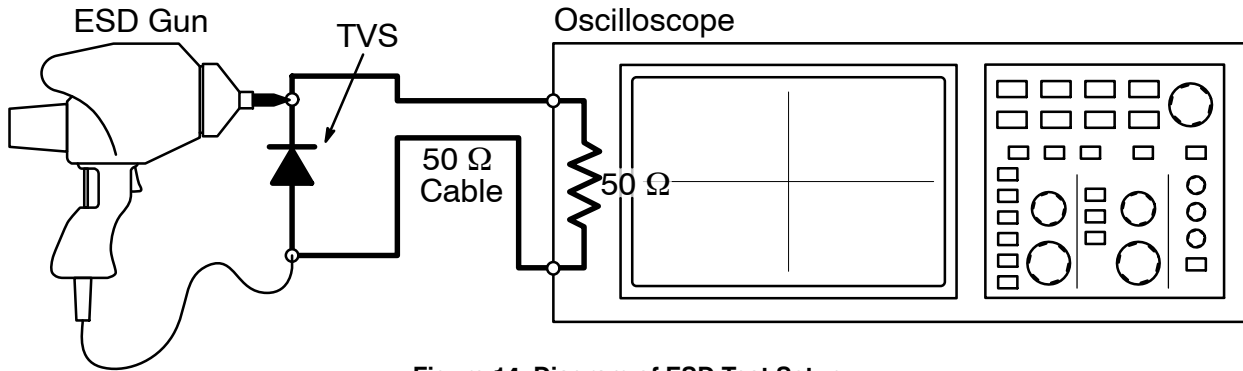 ESD Gun
Oscilloscope
TVS
50 Ω
Cable
50 Ω